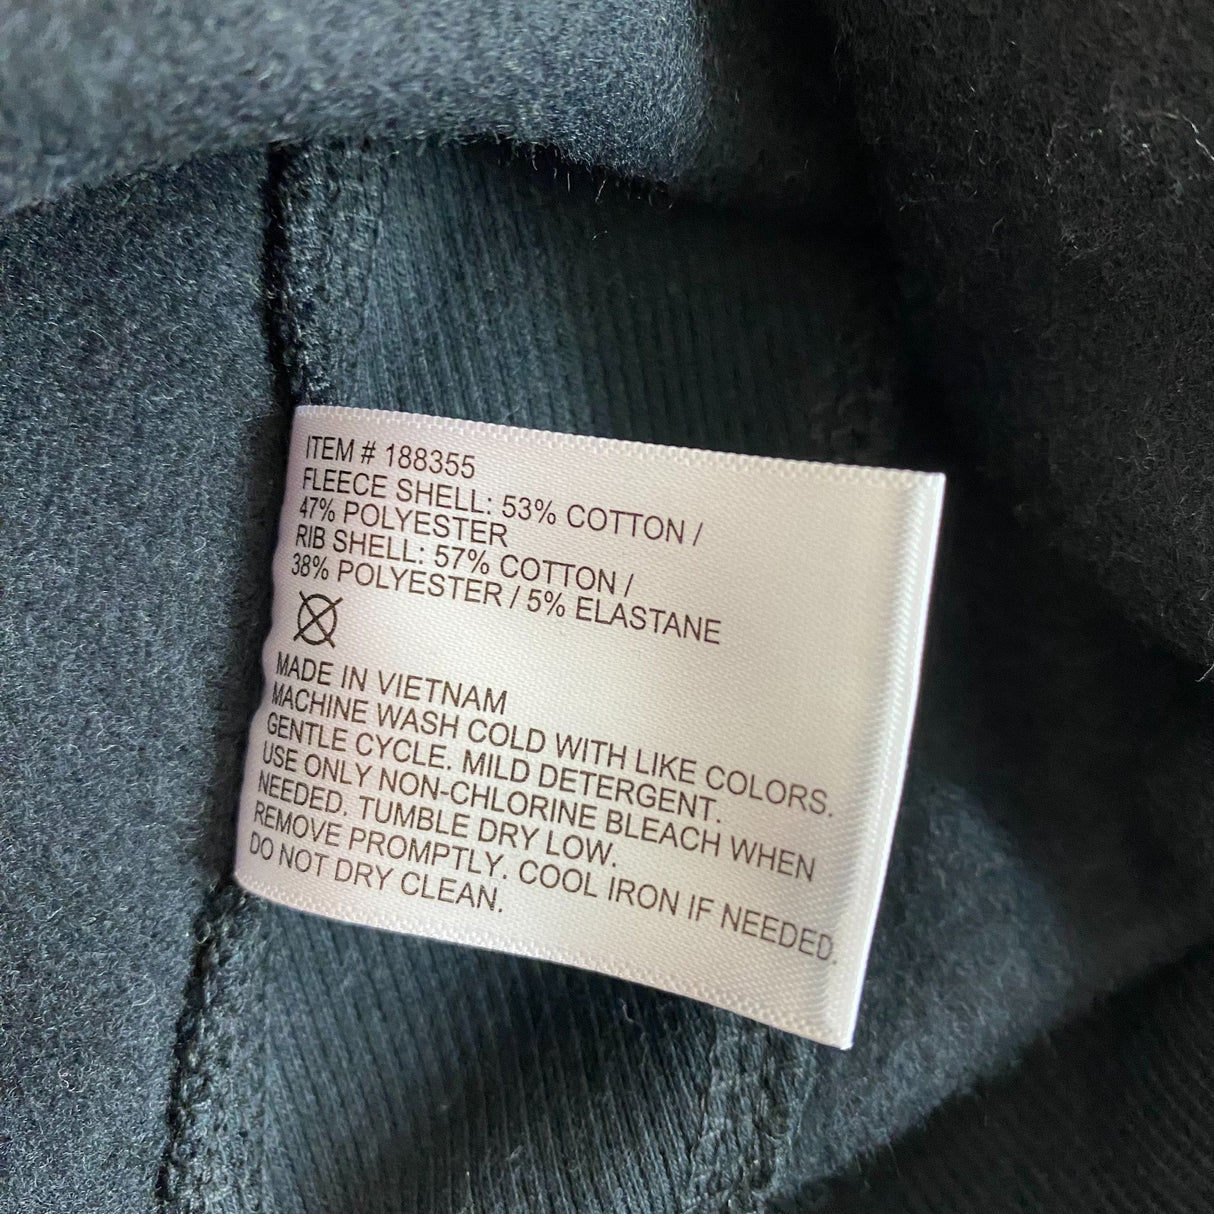 ITEM # 188355
FLEECE SHELL: 53% COTTON /
47% POLYESTER
RIB SHELL: 57% COTTON /
38% POLYESTER / 5% ELASTANE
MADE IN VIETNAM
MACHINE WASH COLD WITH LIKE COLORS.
GENTLE CYCLE. MILD DETERGENT.
USE ONLY NON-CHLORINE BLEACH WHEN
NEEDED. TUMBLE DRY LOW.
REMOVE PROMPTLY. COOL IRON IF NEEDED.
DO NOT DRY CLEAN.